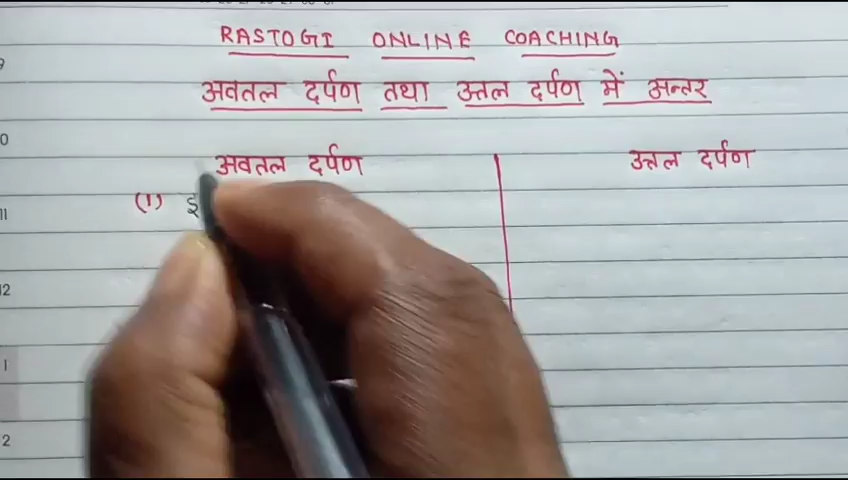 RASTOGI ONLINE COACHING
अवतल दर्पण तथा उत्तल दर्पण में अन्तर
अवतल दर्पण उत्तल दर्पण
(1) इ